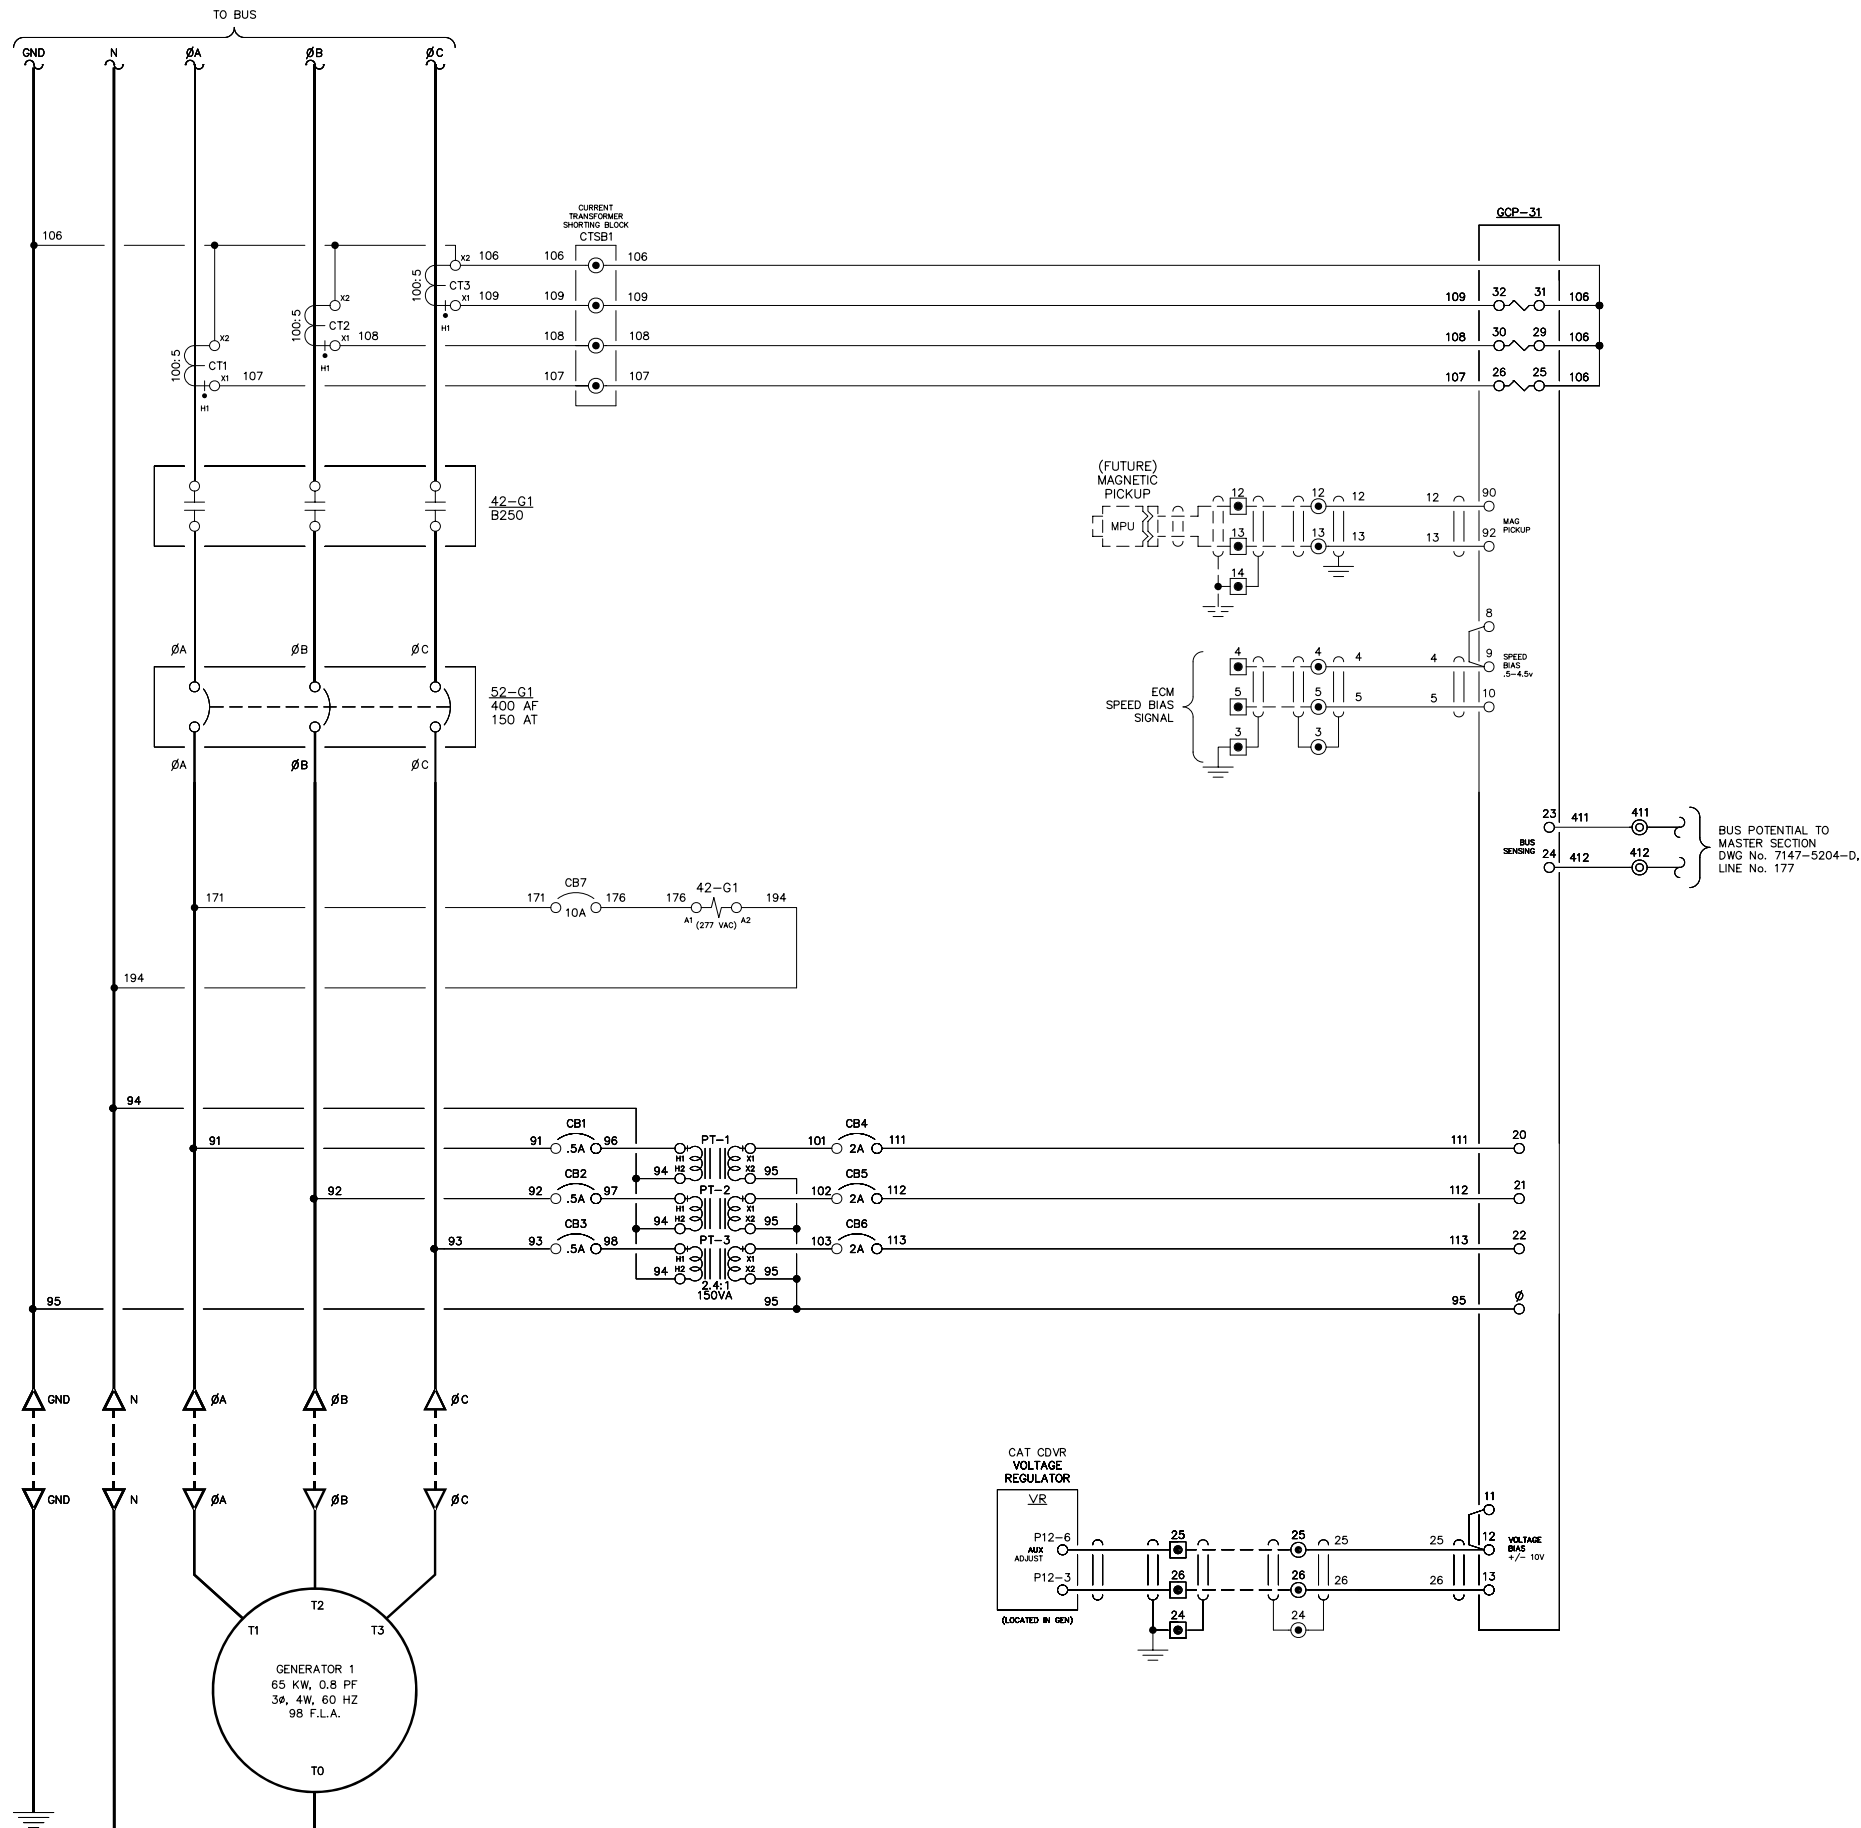 TO BUS
GND N ØA ØB ØC
CURRENT
TRANSFORMER
SHORTING BLOCK
CTSB1
GCP-31
106
X2 106 106 106
100:5 CT3
X1 109 109 109 109 32 31 106
H1
X2
100:5 CT2
X1 108 108 108 108 30 29 106
H1
X2
100:5 CT1
X1 107 107 107 107 26 25 106
H1
42-G1
B250
(FUTURE)
MAGNETIC
PICKUP
MPU
12 12 12 12 90
MAG
PICKUP
13 13 13 13 92
14
8
ØA ØB ØC
52-G1
400 AF
150 AT
ØA ØB ØC
ECM
SPEED BIAS
SIGNAL
4 4 4 4 9
SPEED
BIAS
.5-4.5v
5 5 5 5 10
3 3
23 411 411
BUS
SENSING
24 412 412
BUS POTENTIAL TO
MASTER SECTION
DWG No. 7147-5204-D,
LINE No. 177
171 171 CB7 10A 176 176 42-G1 194
A1 (277 VAC) A2
194
94
91 91 CB1 .5A 96 PT-1 101 CB4 2A 111 111 20
H1 X1
94 H2 X2 95
92 92 CB2 .5A 97 PT-2 102 CB5 2A 112 112 21
H1 X1
94 H2 X2 95
93 93 CB3 .5A 98 PT-3 103 CB6 2A 113 113 22
H1 X1
94 H2 X2 95
2.4:1
150VA
95 95 95 Ø
GND N ØA ØB ØC
GND N ØA ØB ØC
CAT CDVR
VOLTAGE
REGULATOR
VR
11
P12-6 25 25 25 25 12
AUX
ADJUST
VOLTAGE
BIAS
+/- 10V
P12-3 26 26 26 26 13
(LOCATED IN GEN)
24 24
T2
T1 T3
GENERATOR 1
65 KW, 0.8 PF
3ø, 4W, 60 HZ
98 F.L.A.
T0